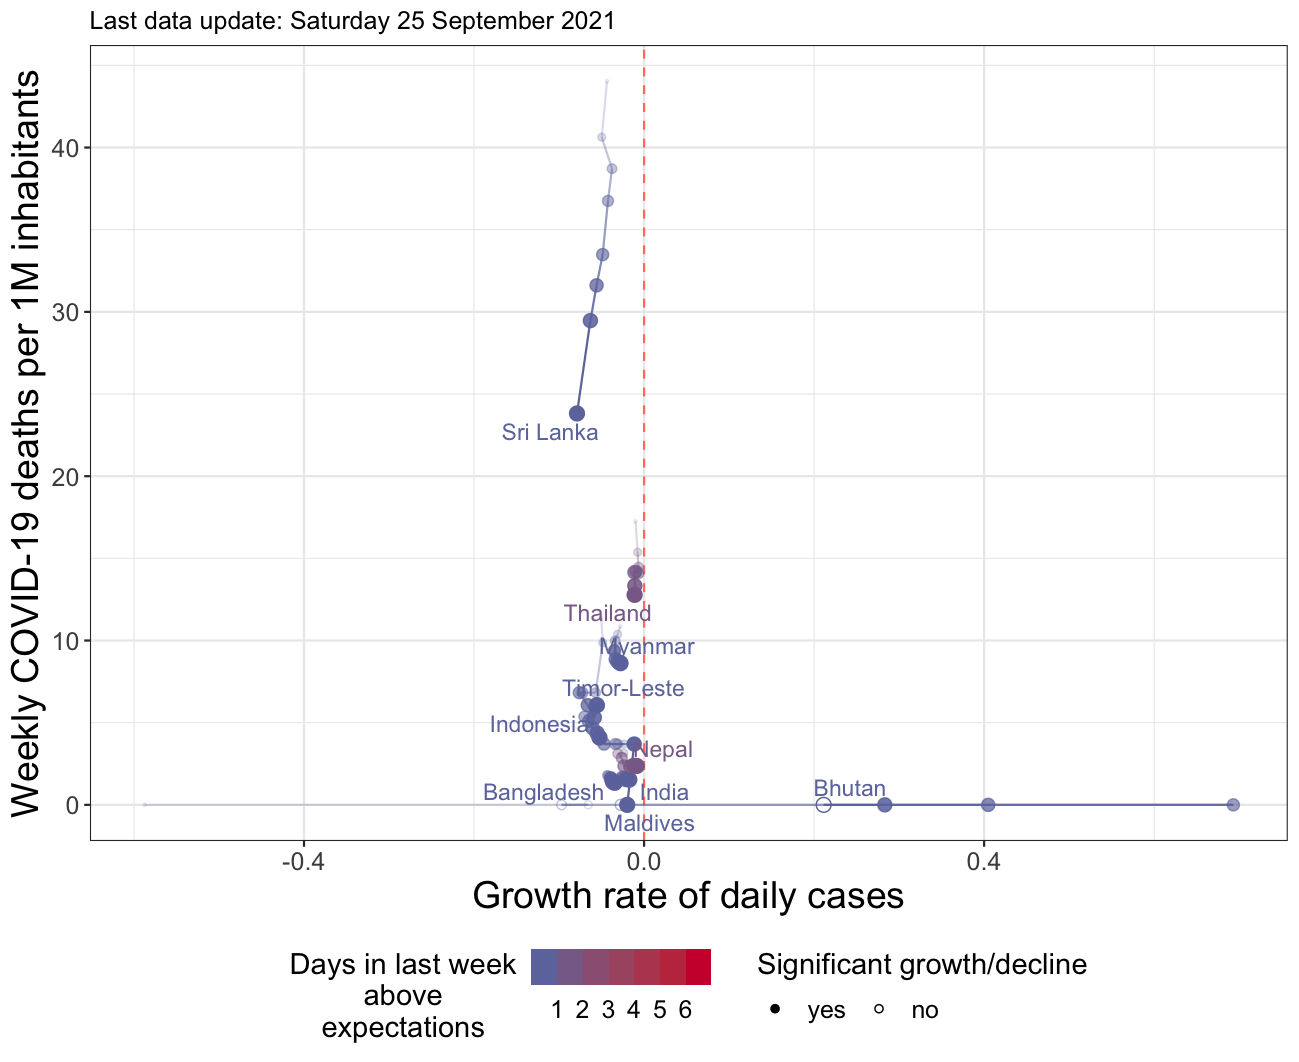 Last data update: Saturday 25 September 2021
Weekly COVID-19 deaths per 1M inhabitants
40
30
20
10
0
Sri Lanka
Thailand
Myanmar
Timor-Leste
Indonesia
Nepal
Bangladesh
India
Bhutan
Maldives
-0.4
0.0
0.4
Growth rate of daily cases
Days in last week
above
expectations
1 2 3 4 5 6
Significant growth/decline
yes
no